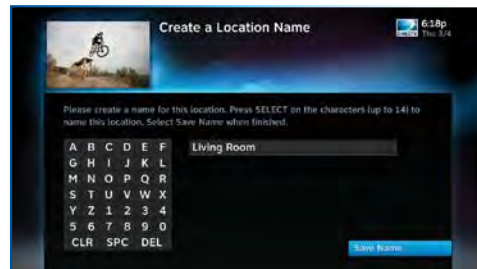 Create a Location Name
6:18p
Thu 3/4
Please create a name for this location. Press SELECT on the characters (up to 14) to
name this location. Select Save Name when finished.
A B C D E F
Living Room
G H I J K L
M N O P Q R
S T U V W X
Y Z 1 2 3 4
5 6 7 8 9 0
CLR SPC DEL
Save Name